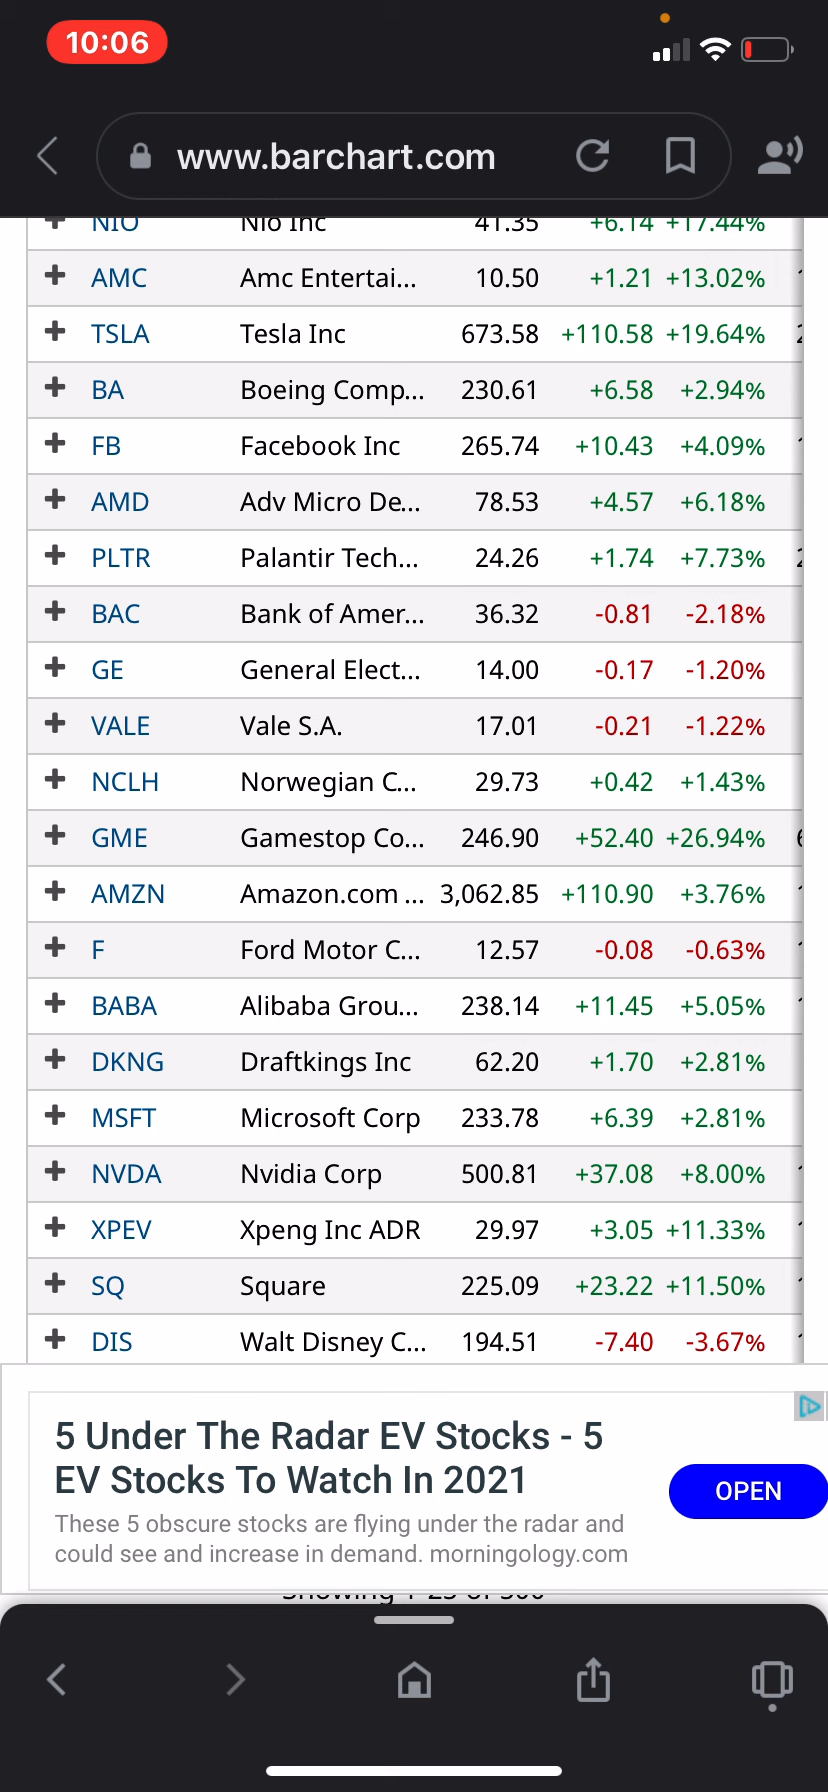 10:06
www.barchart.com
NIO Nio Inc 41.35 +6.14 +17.44%
AMC Amc Entertai... 10.50 +1.21 +13.02%
TSLA Tesla Inc 673.58 +110.58 +19.64%
BA Boeing Comp... 230.61 +6.58 +2.94%
FB Facebook Inc 265.74 +10.43 +4.09%
AMD Adv Micro De... 78.53 +4.57 +6.18%
PLTR Palantir Tech... 24.26 +1.74 +7.73%
BAC Bank of Amer... 36.32 -0.81 -2.18%
GE General Elect... 14.00 -0.17 -1.20%
VALE Vale S.A. 17.01 -0.21 -1.22%
NCLH Norwegian C... 29.73 +0.42 +1.43%
GME Gamestop Co... 246.90 +52.40 +26.94%
AMZN Amazon.com ... 3,062.85 +110.90 +3.76%
F Ford Motor C... 12.57 -0.08 -0.63%
BABA Alibaba Grou... 238.14 +11.45 +5.05%
DKNG Draftkings Inc 62.20 +1.70 +2.81%
MSFT Microsoft Corp 233.78 +6.39 +2.81%
NVDA Nvidia Corp 500.81 +37.08 +8.00%
XPEV Xpeng Inc ADR 29.97 +3.05 +11.33%
SQ Square 225.09 +23.22 +11.50%
DIS Walt Disney C... 194.51 -7.40 -3.67%
5 Under The Radar EV Stocks - 5
EV Stocks To Watch In 2021
OPEN
These 5 obscure stocks are flying under the radar and
could see and increase in demand. morningology.com